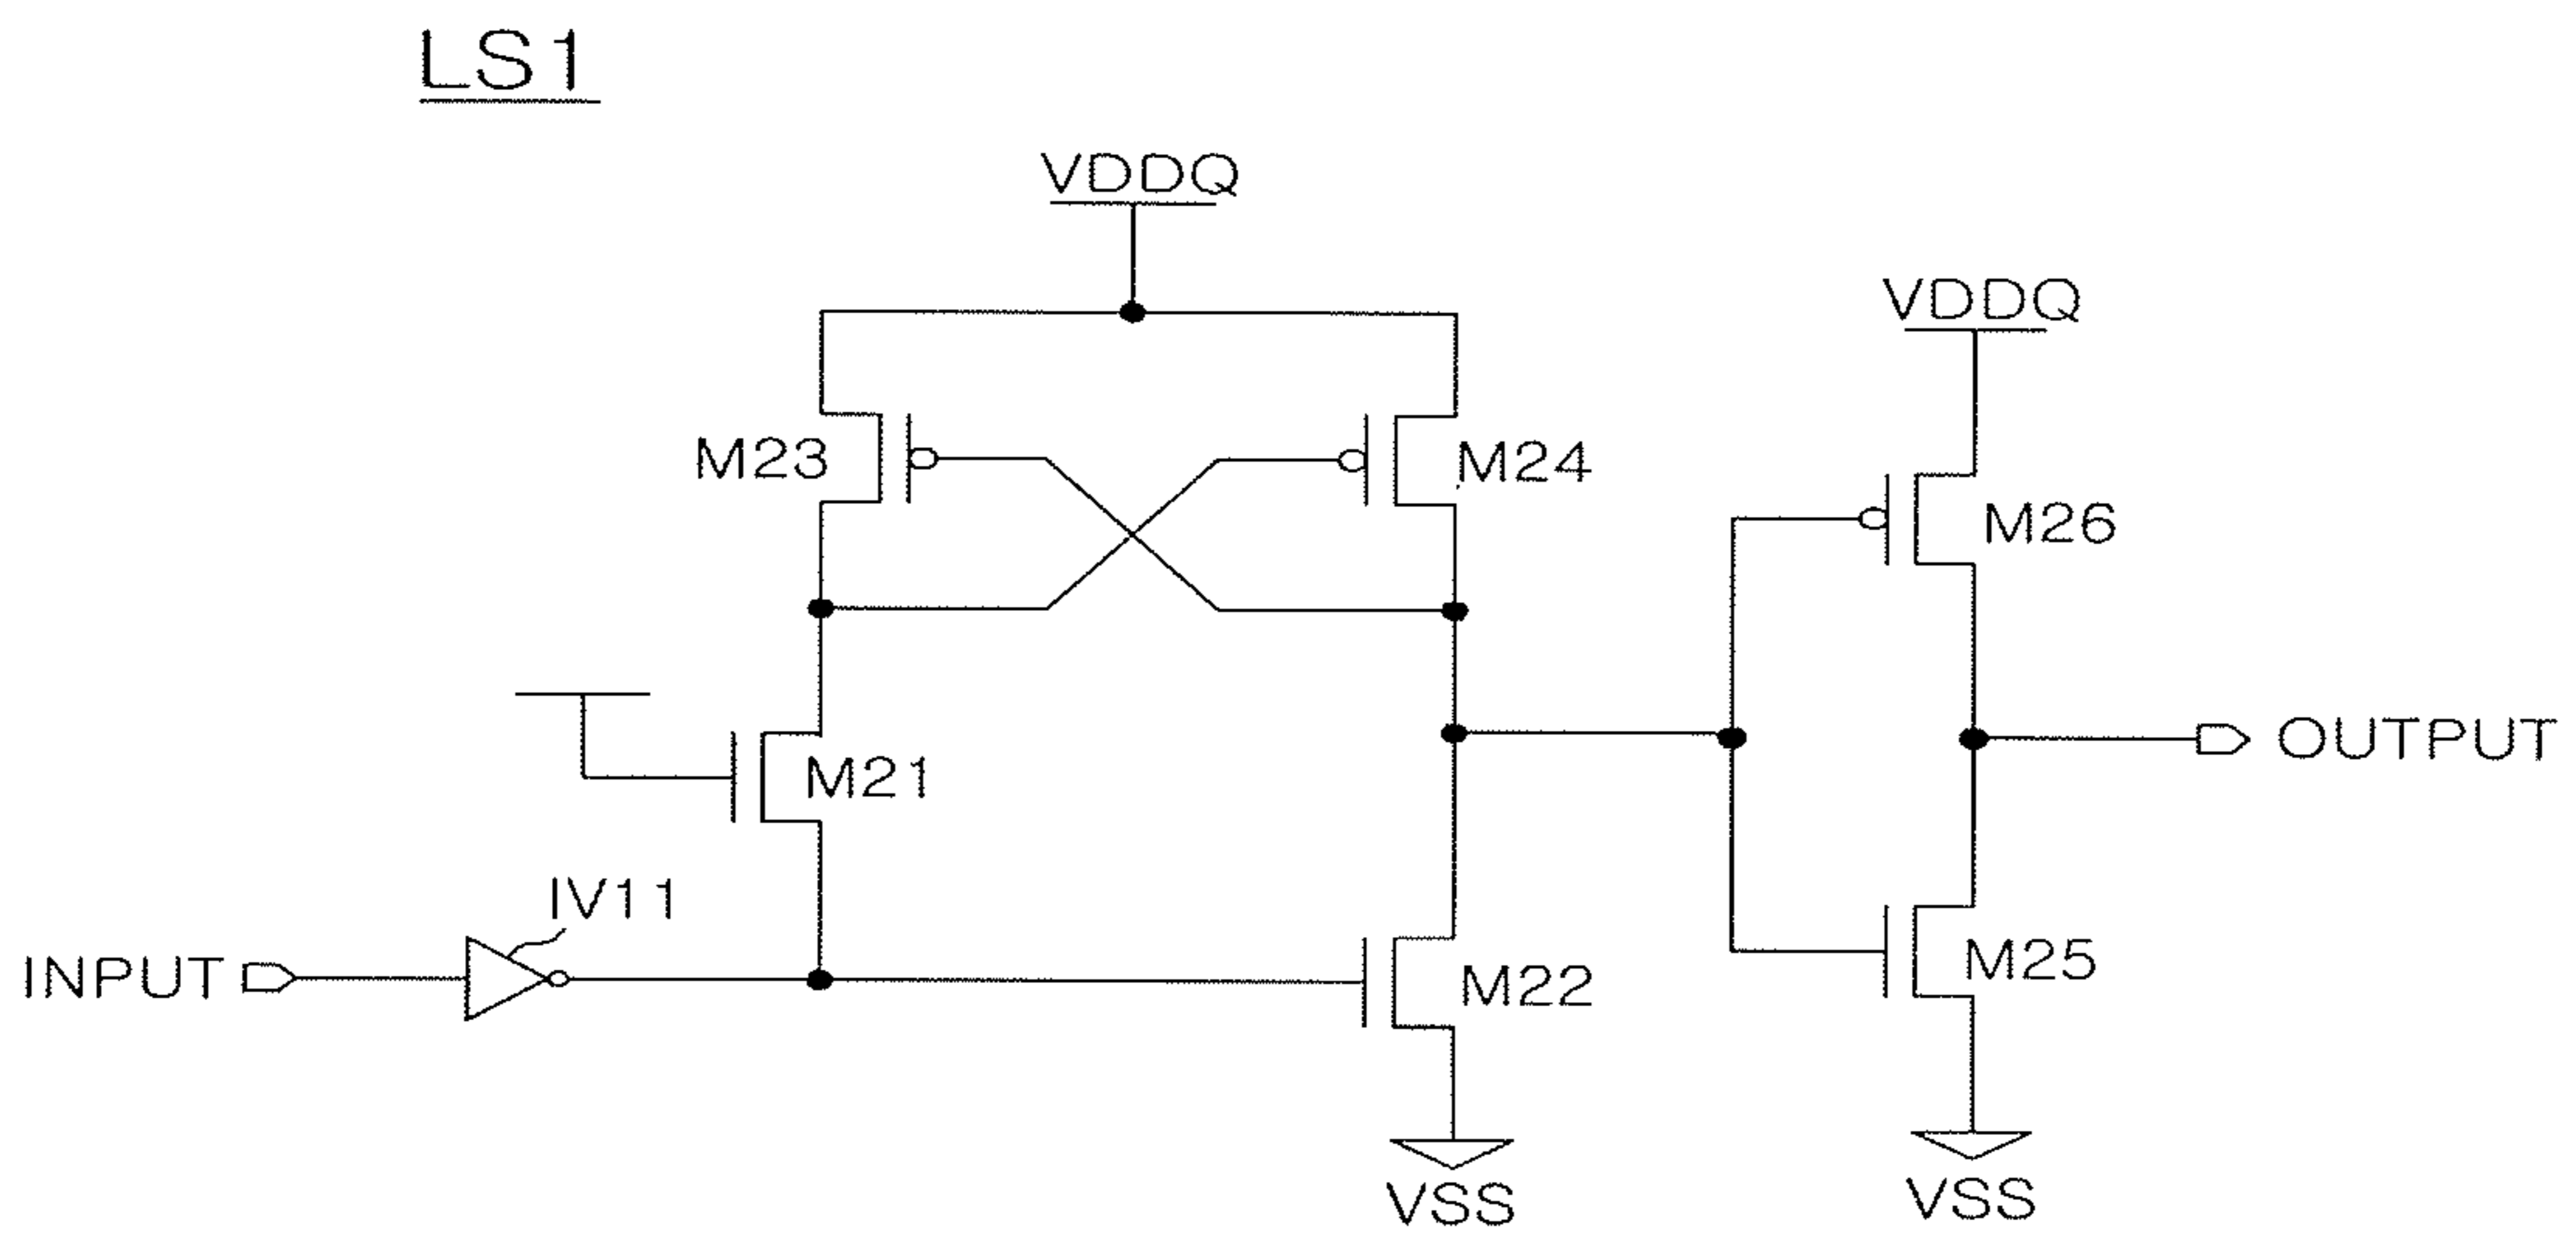 LS1
VDDQ
VDDQ
M23
M24
M26
M21
OUTPUT
IV11
INPUT
M22
M25
VSS
VSS